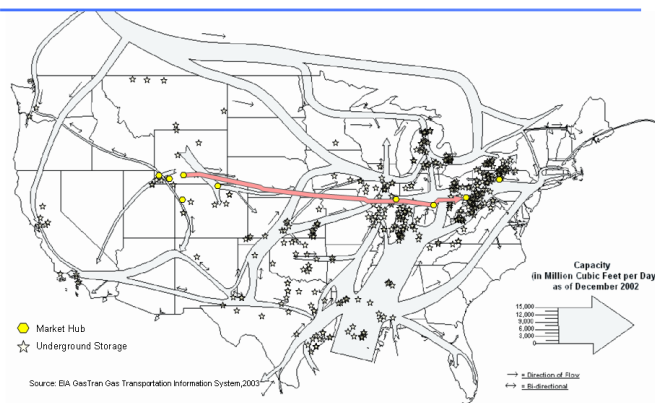 Capacity
(in Million Cubic Feet per Day
as of December 2002
15,000
12,000
9,000
6,000
3,000
0
Market Hub
Underground Storage
Source: EIA GasTran Gas Transportation Information System,2003
= Direction of Flow
= Bi-directional